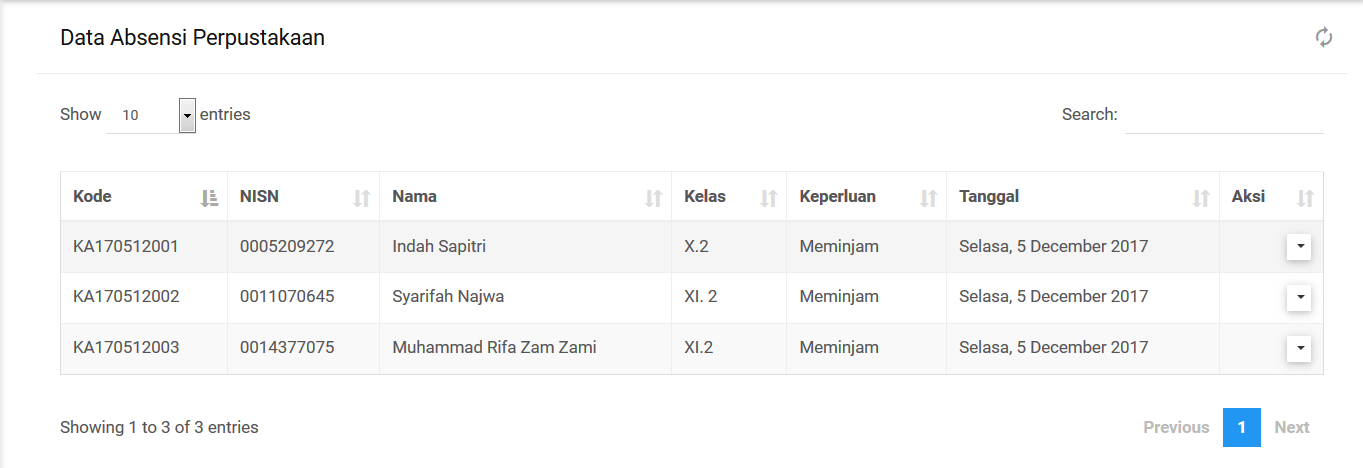 Data Absensi Perpustakaan
Show 10 entries Search:
Kode NISN Nama Kelas Keperluan Tanggal Aksi
KA170512001 0005209272 Indah Sapitri X.2 Meminjam Selasa, 5 December 2017
KA170512002 0011070645 Syarifah Najwa XI. 2 Meminjam Selasa, 5 December 2017
KA170512003 0014377075 Muhammad Rifa Zam Zami XI.2 Meminjam Selasa, 5 December 2017
Showing 1 to 3 of 3 entries Previous 1 Next